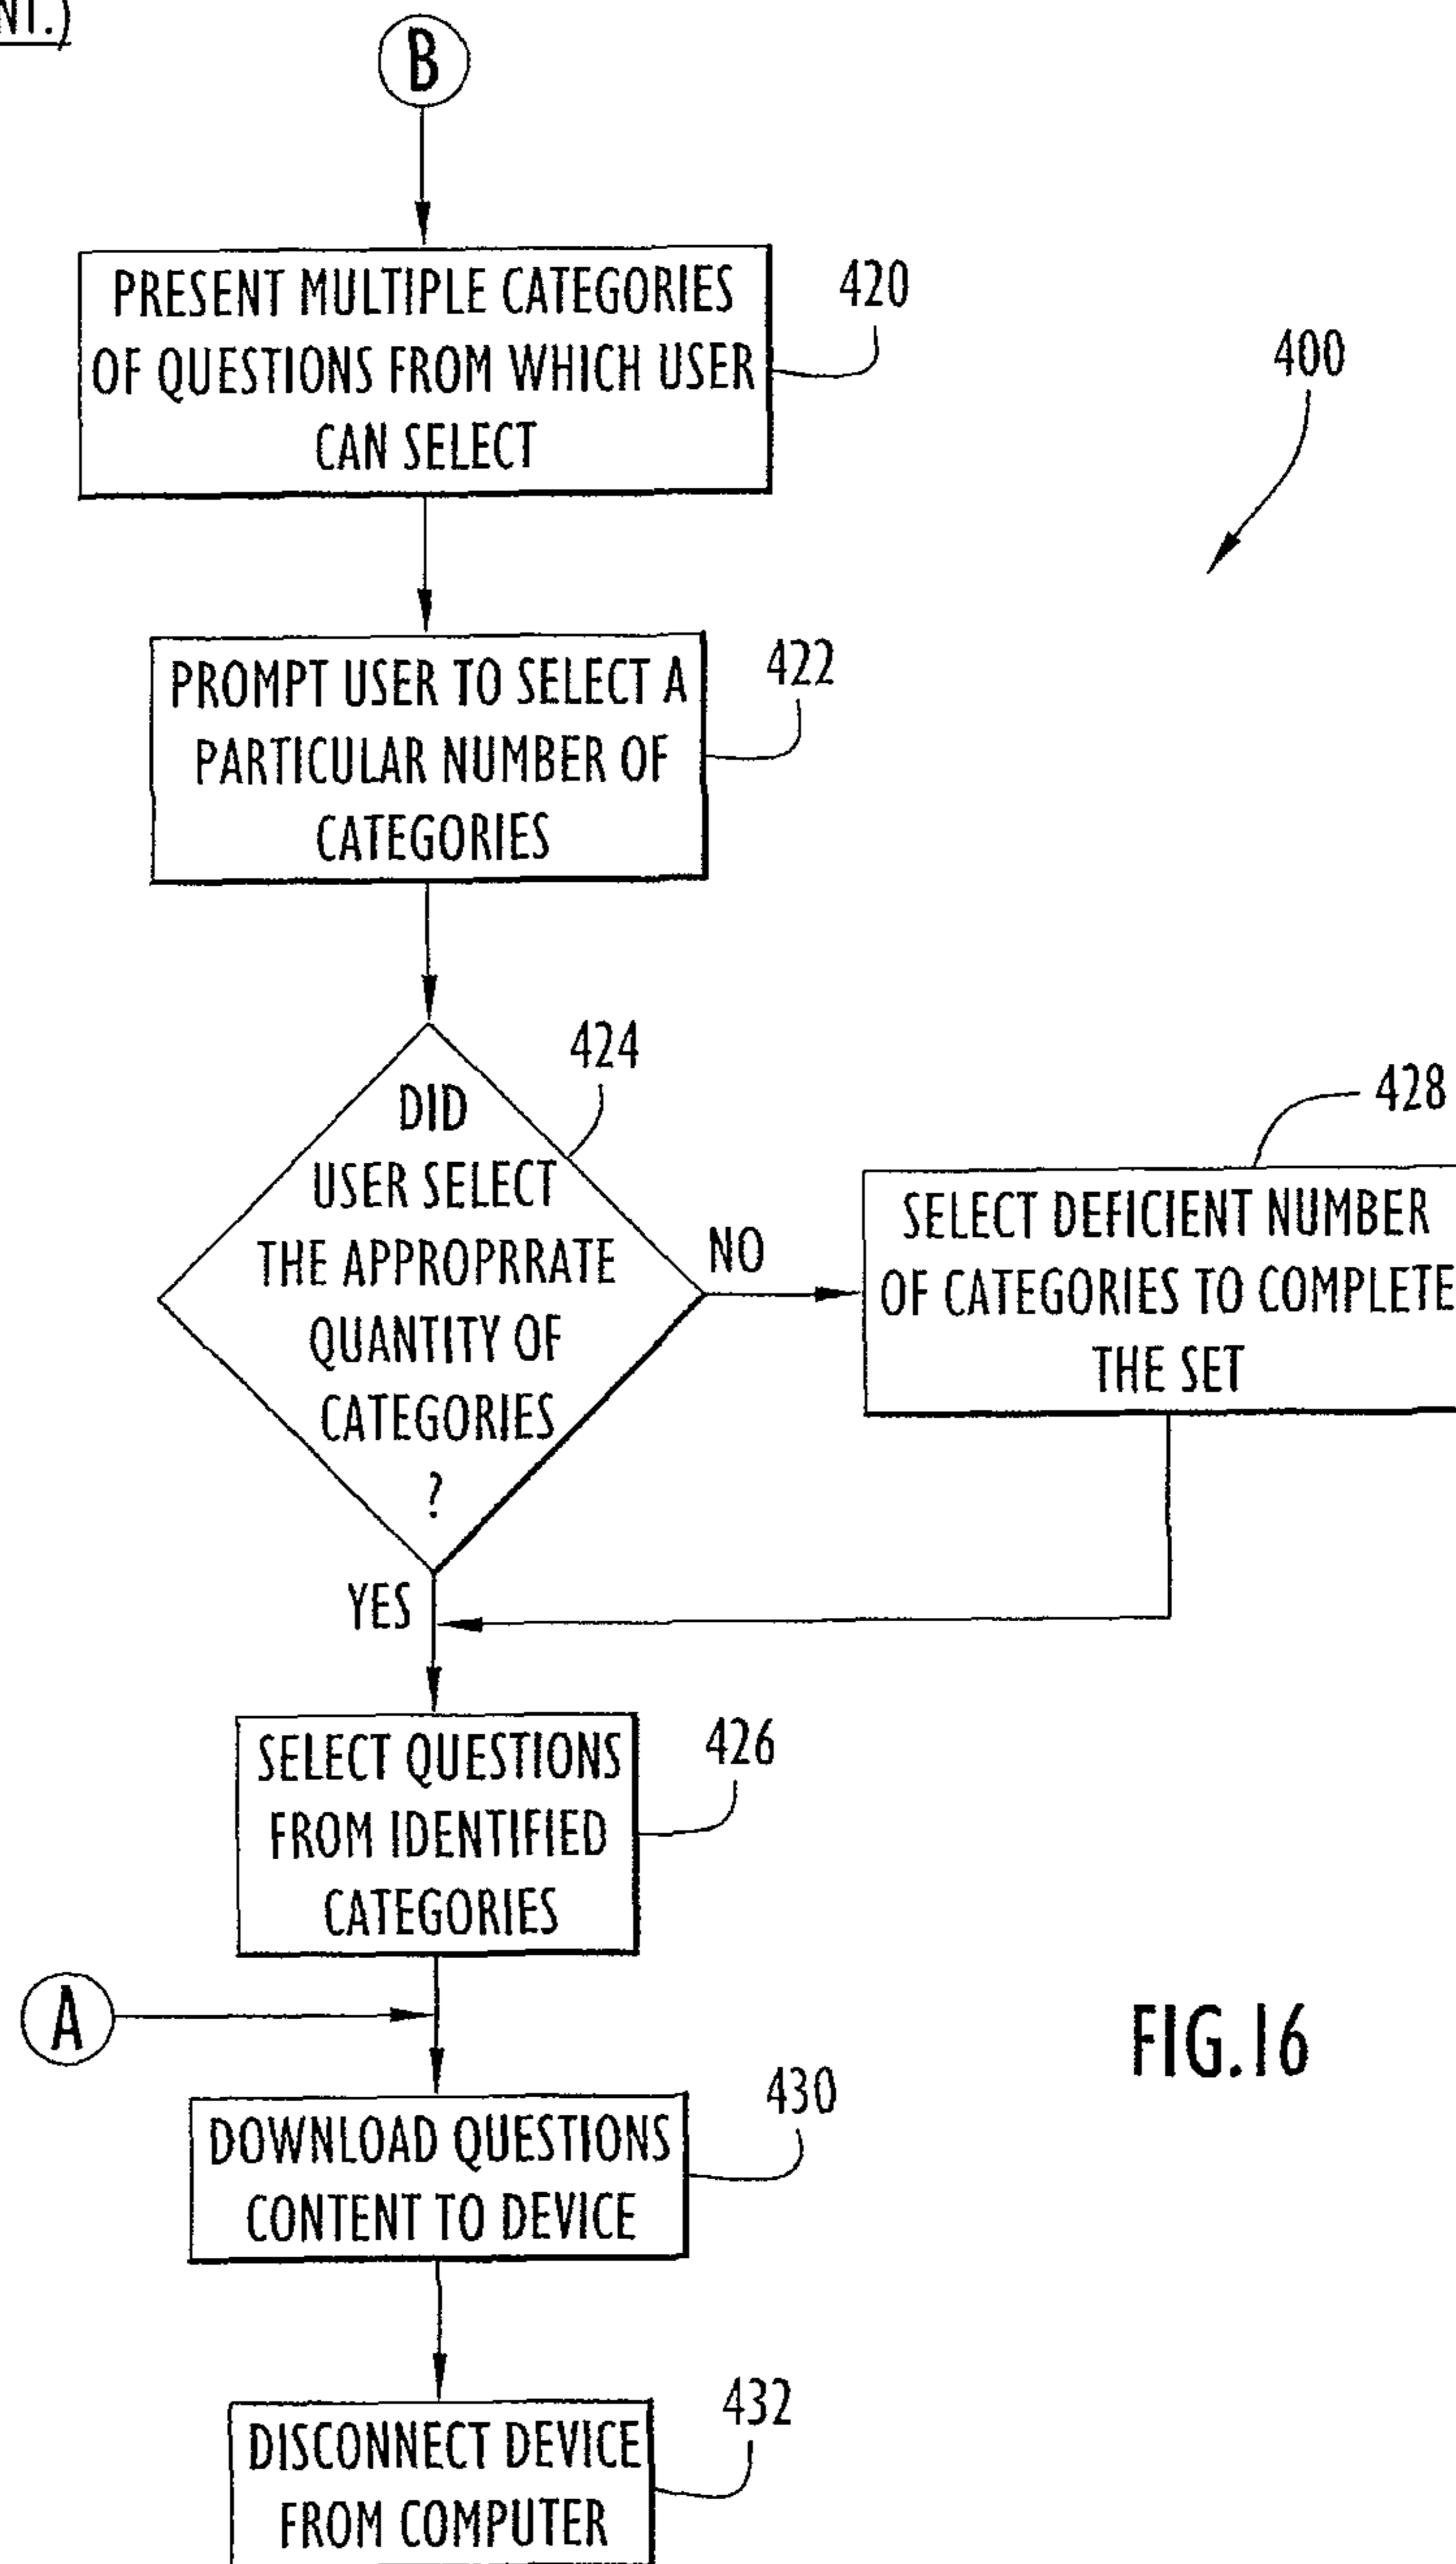 NT.)
B
PRESENT MULTIPLE CATEGORIES
OF QUESTIONS FROM WHICH USER
CAN SELECT
420
400
PROMPT USER TO SELECT A
PARTICULAR NUMBER OF
CATEGORIES
422
DID
USER SELECT
THE APPROPRRATE
QUANTITY OF
CATEGORIES
?
424
NO
428
SELECT DEFICIENT NUMBER
OF CATEGORIES TO COMPLETE
THE SET
YES
SELECT QUESTIONS
FROM IDENTIFIED
CATEGORIES
426
A
FIG.16
DOWNLOAD QUESTIONS
CONTENT TO DEVICE
430
DISCONNECT DEVICE
FROM COMPUTER
432